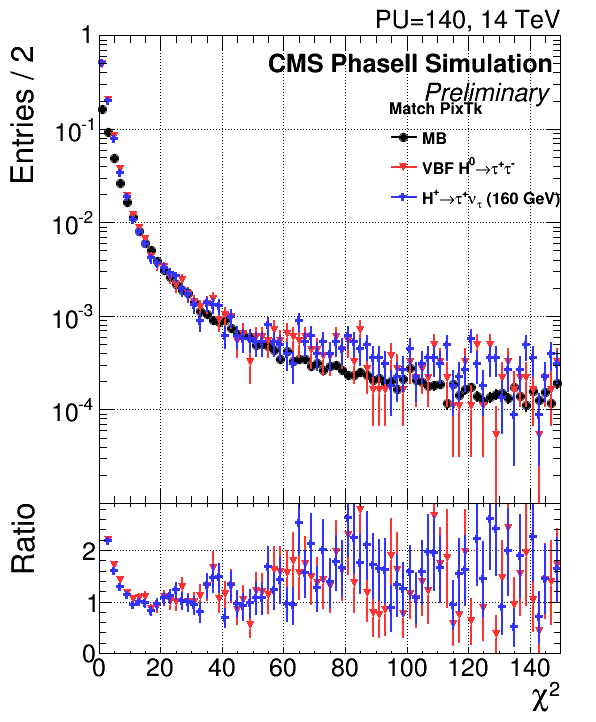 PU=140, 14 TeV
Entries / 2
CMS PhaseII Simulation
Preliminary
Match PixTk
MB
VBF H⁰→τ⁺τ⁻
H⁺→τ⁺ντ (160 GeV)
1
10⁻¹
10⁻²
10⁻³
10⁻⁴
Ratio
2
1
0
0 20 40 60 80 100 120 140
χ²